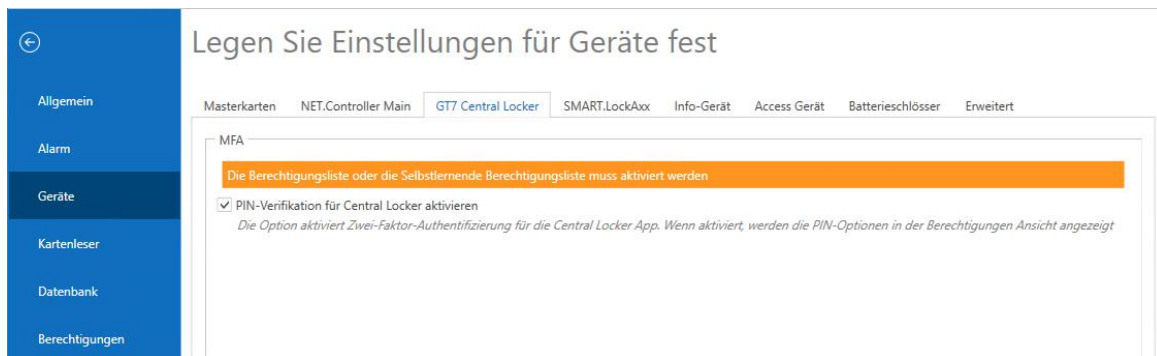 Legen Sie Einstellungen für Geräte fest
Allgemein
Alarm
Geräte
Kartenleser
Datenbank
Berechtigungen
Masterkarten NET.Controller Main GT7 Central Locker SMART.LockAxx Info-Gerät Access Gerät Batterieschlösser Erweitert
MFA
Die Berechtigungsliste oder die Selbstlernende Berechtigungsliste muss aktiviert werden
PIN-Verifikation für Central Locker aktivieren
Die Option aktiviert Zwei-Faktor-Authentifizierung für die Central Locker App. Wenn aktiviert, werden die PIN-Optionen in der Berechtigungen Ansicht angezeigt